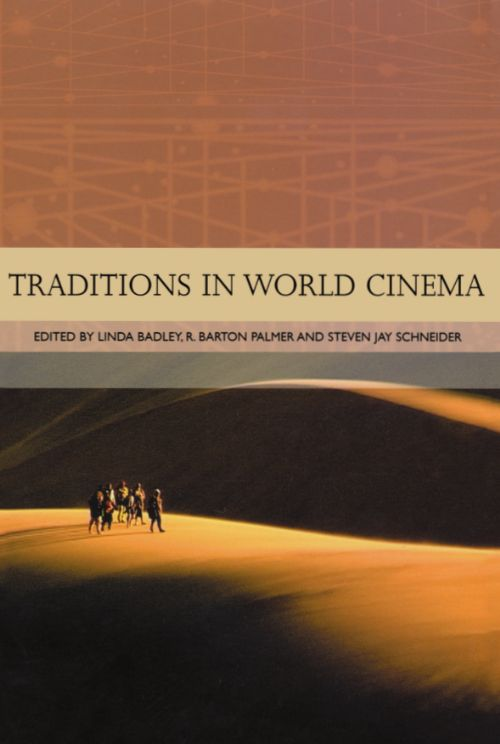 TRADITIONS IN WORLD CINEMA
EDITED BY LINDA BADLEY, R. BARTON PALMER AND STEVEN JAY SCHNEIDER